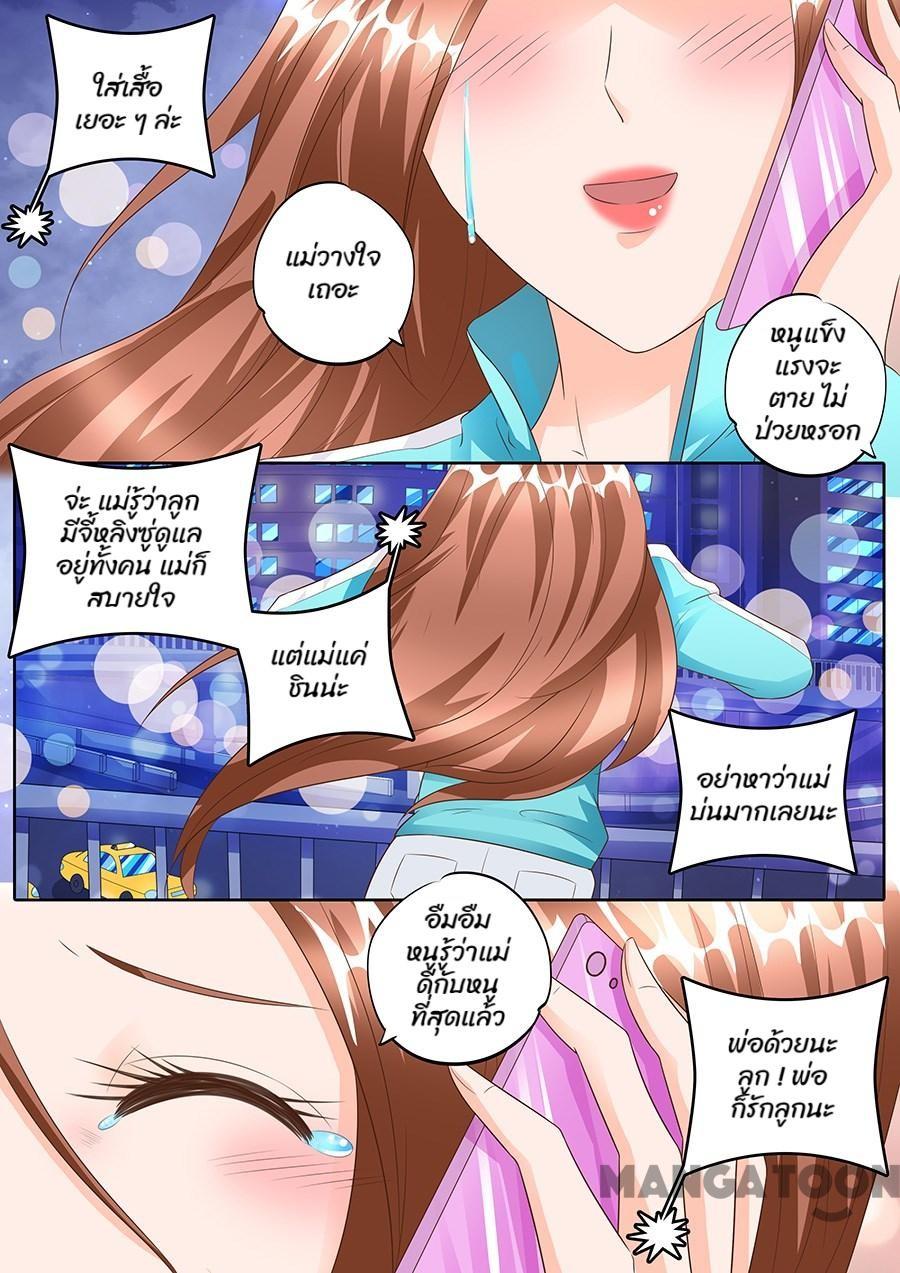 ใส่เสื้อ
เยอะ ๆ ล่ะ
แม่วางใจ
เถอะ
หนูแข็ง
แรงจะ
ตาย ไม่
ป่วยหรอก
จ่ะ แม่รู้ว่าลูก
มีจี้หลิงซู่ดูแล
อยู่ทั้งคน แม่ก็
สบายใจ
แต่แม่แค่
ชินน่ะ
อย่าหาว่าแม่
บ่นมากเลยนะ
อืมอืม
หนูรู้ว่าแม่
ดีกับหนู
ที่สุดแล้ว
พ่อด้วยนะ
ลูก ! พ่อ
ก็รักลูกนะ
MANGATOON